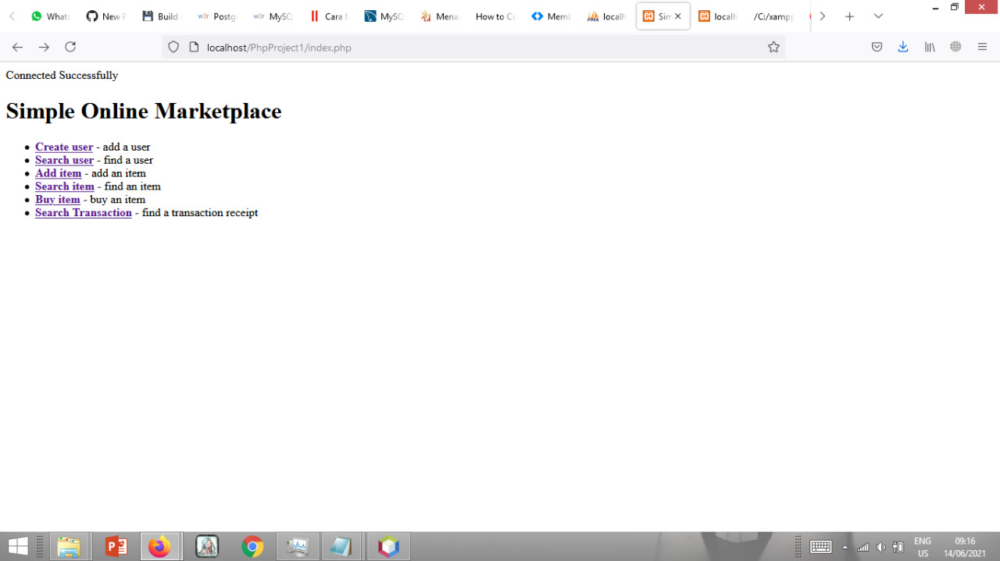 Whats
New P
Build
w3r Postg
w3r MySQ
Cara
MySQ
Mena
How to Co
Memb
PMA localh
Sim
localh
/C:/xampp
localhost/PhpProject1/index.php
Connected Successfully
Simple Online Marketplace
Create user - add a user
Search user - find a user
Add item - add an item
Search item - find an item
Buy item - buy an item
Search Transaction - find a transaction receipt
ENG
US
09:16
14/06/2021